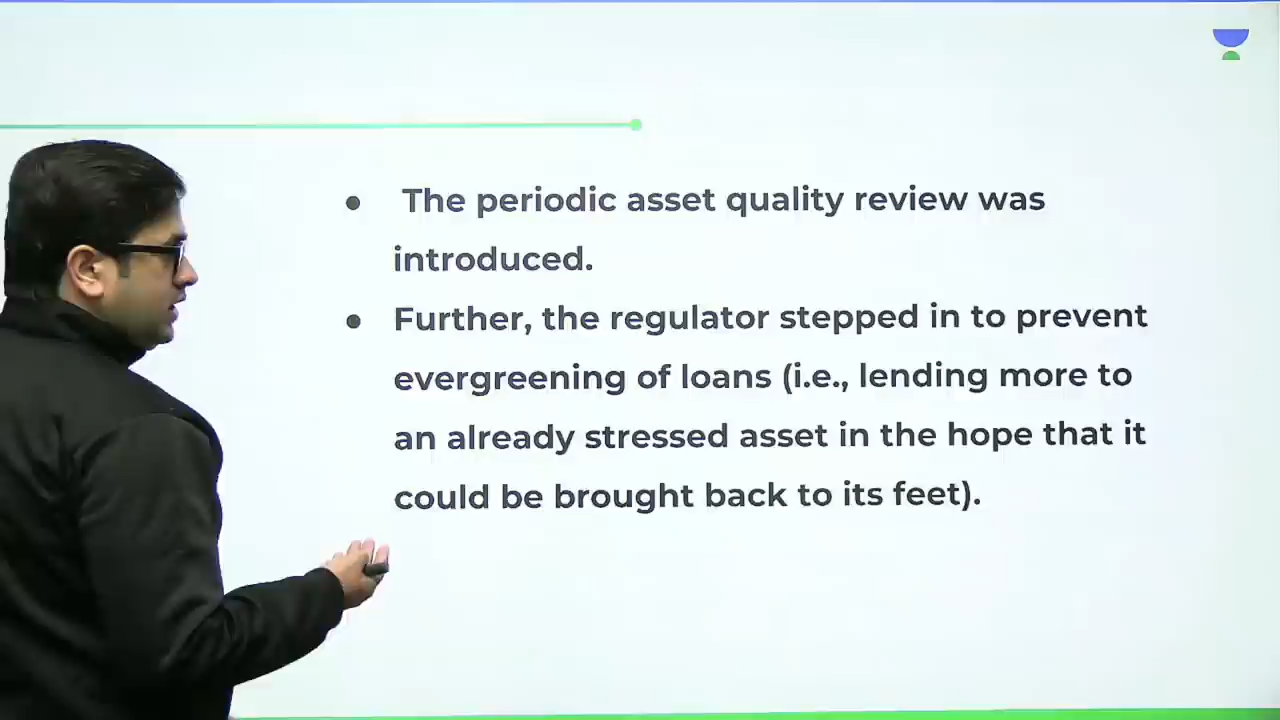 ● The periodic asset quality review was
introduced.
● Further, the regulator stepped in to prevent
evergreening of loans (i.e., lending more to
an already stressed asset in the hope that it
could be brought back to its feet).